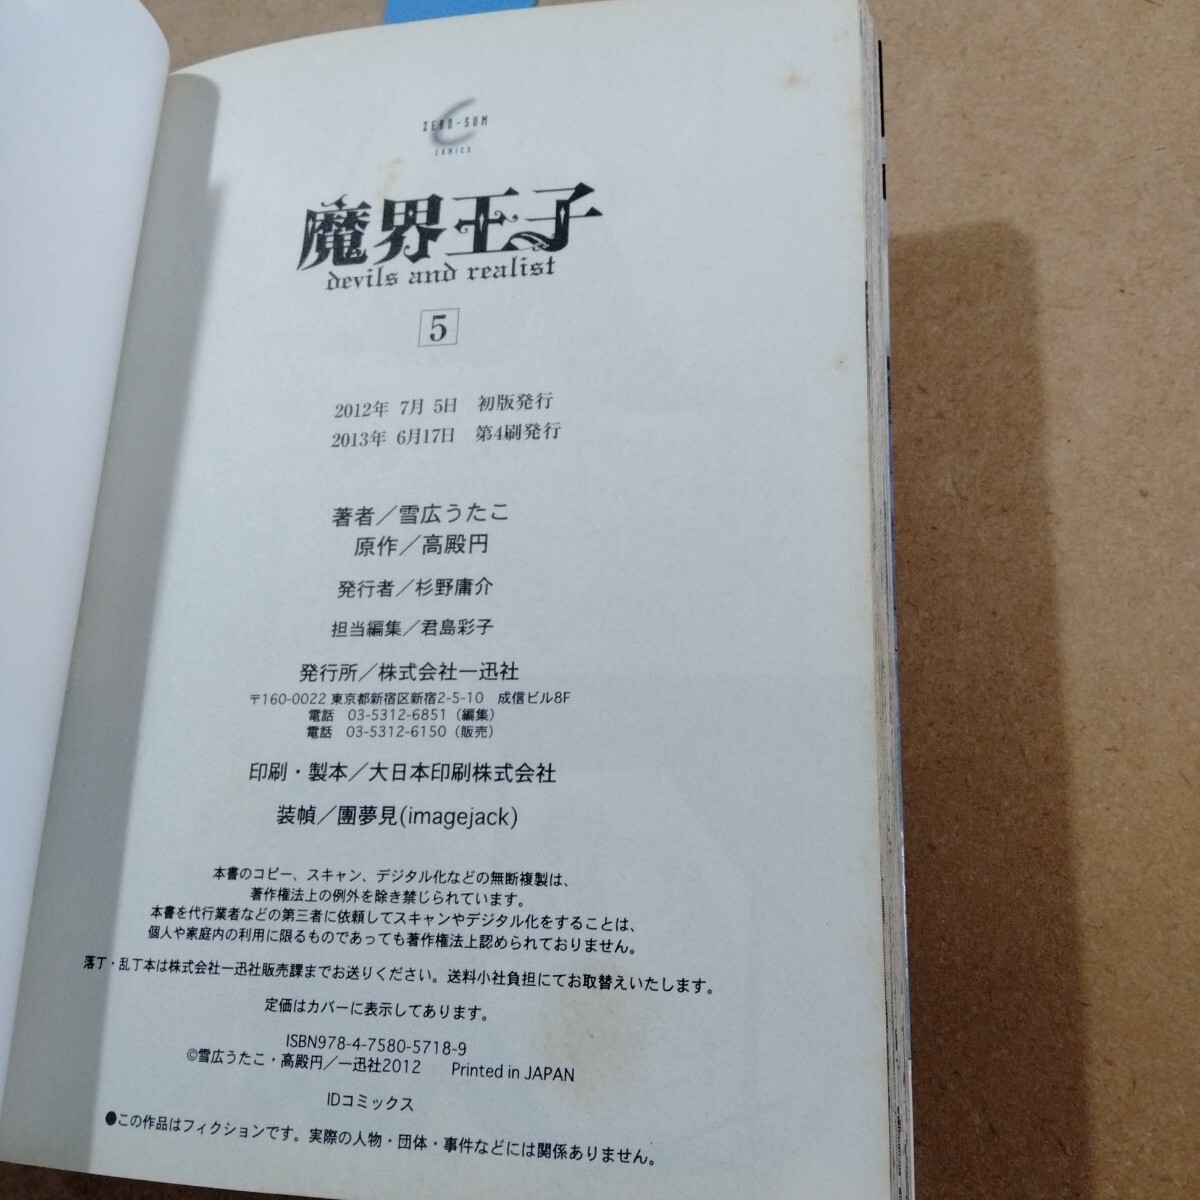 ZERO-SUM
COMICS
魔界王子
devils and realist
5
2012年 7月 5日　初版発行
2013年 6月17日　第4刷発行
著者／雪広うたこ
原作／高殿円
発行者／杉野庸介
担当編集／君島彩子
発行所／株式会社一迅社
〒160-0022 東京都新宿区新宿2-5-10　成信ビル8F
電話　03-5312-6851（編集）
電話　03-5312-6150（販売）
印刷・製本／大日本印刷株式会社
装幀／團夢見(imagejack)
本書のコピー、スキャン、デジタル化などの無断複製は、
著作権法上の例外を除き禁じられています。
本書を代行業者などの第三者に依頼してスキャンやデジタル化をすることは、
個人や家庭内の利用に限るものであっても著作権法上認められておりません。
落丁・乱丁本は株式会社一迅社販売課までお送りください。送料小社負担にてお取替えいたします。
定価はカバーに表示してあります。
ISBN978-4-7580-5718-9
©雪広うたこ・高殿円／一迅社2012　Printed in JAPAN
IDコミックス
●この作品はフィクションです。実際の人物・団体・事件などには関係ありません。